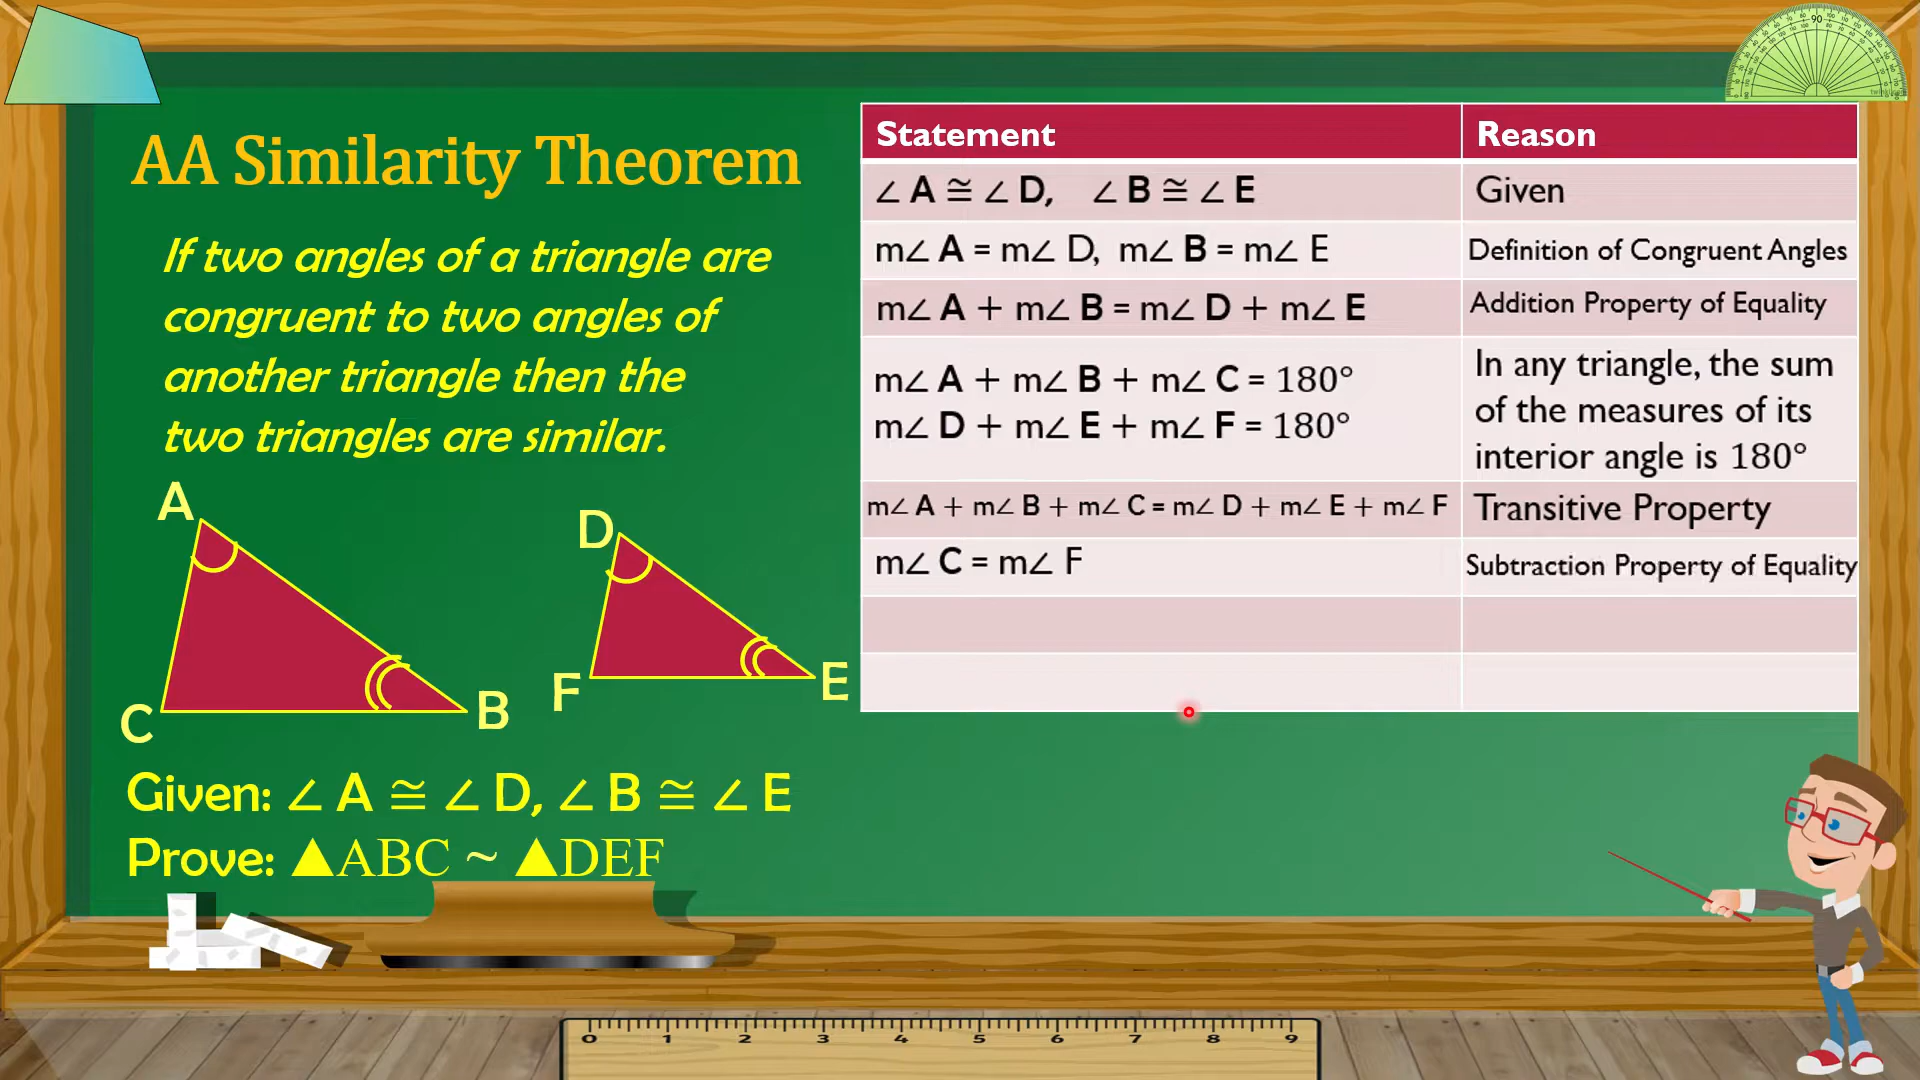 AA Similarity Theorem
If two angles of a triangle are
congruent to two angles of
another triangle then the
two triangles are similar.
A
B
C
D
E
F
Given: ∠ A ≅ ∠ D, ∠ B ≅ ∠ E
Prove: ▲ABC ~ ▲DEF
Statement Reason
∠ A ≅ ∠ D, ∠ B ≅ ∠ E Given
m∠ A = m∠ D, m∠ B = m∠ E Definition of Congruent Angles
m∠ A + m∠ B = m∠ D + m∠ E Addition Property of Equality
m∠ A + m∠ B + m∠ C = 180°
m∠ D + m∠ E + m∠ F = 180°
In any triangle, the sum
of the measures of its
interior angle is 180°
m∠ A + m∠ B + m∠ C = m∠ D + m∠ E + m∠ F Transitive Property
m∠ C = m∠ F Subtraction Property of Equality
90
0 1 2 3 4 5 6 7 8 9